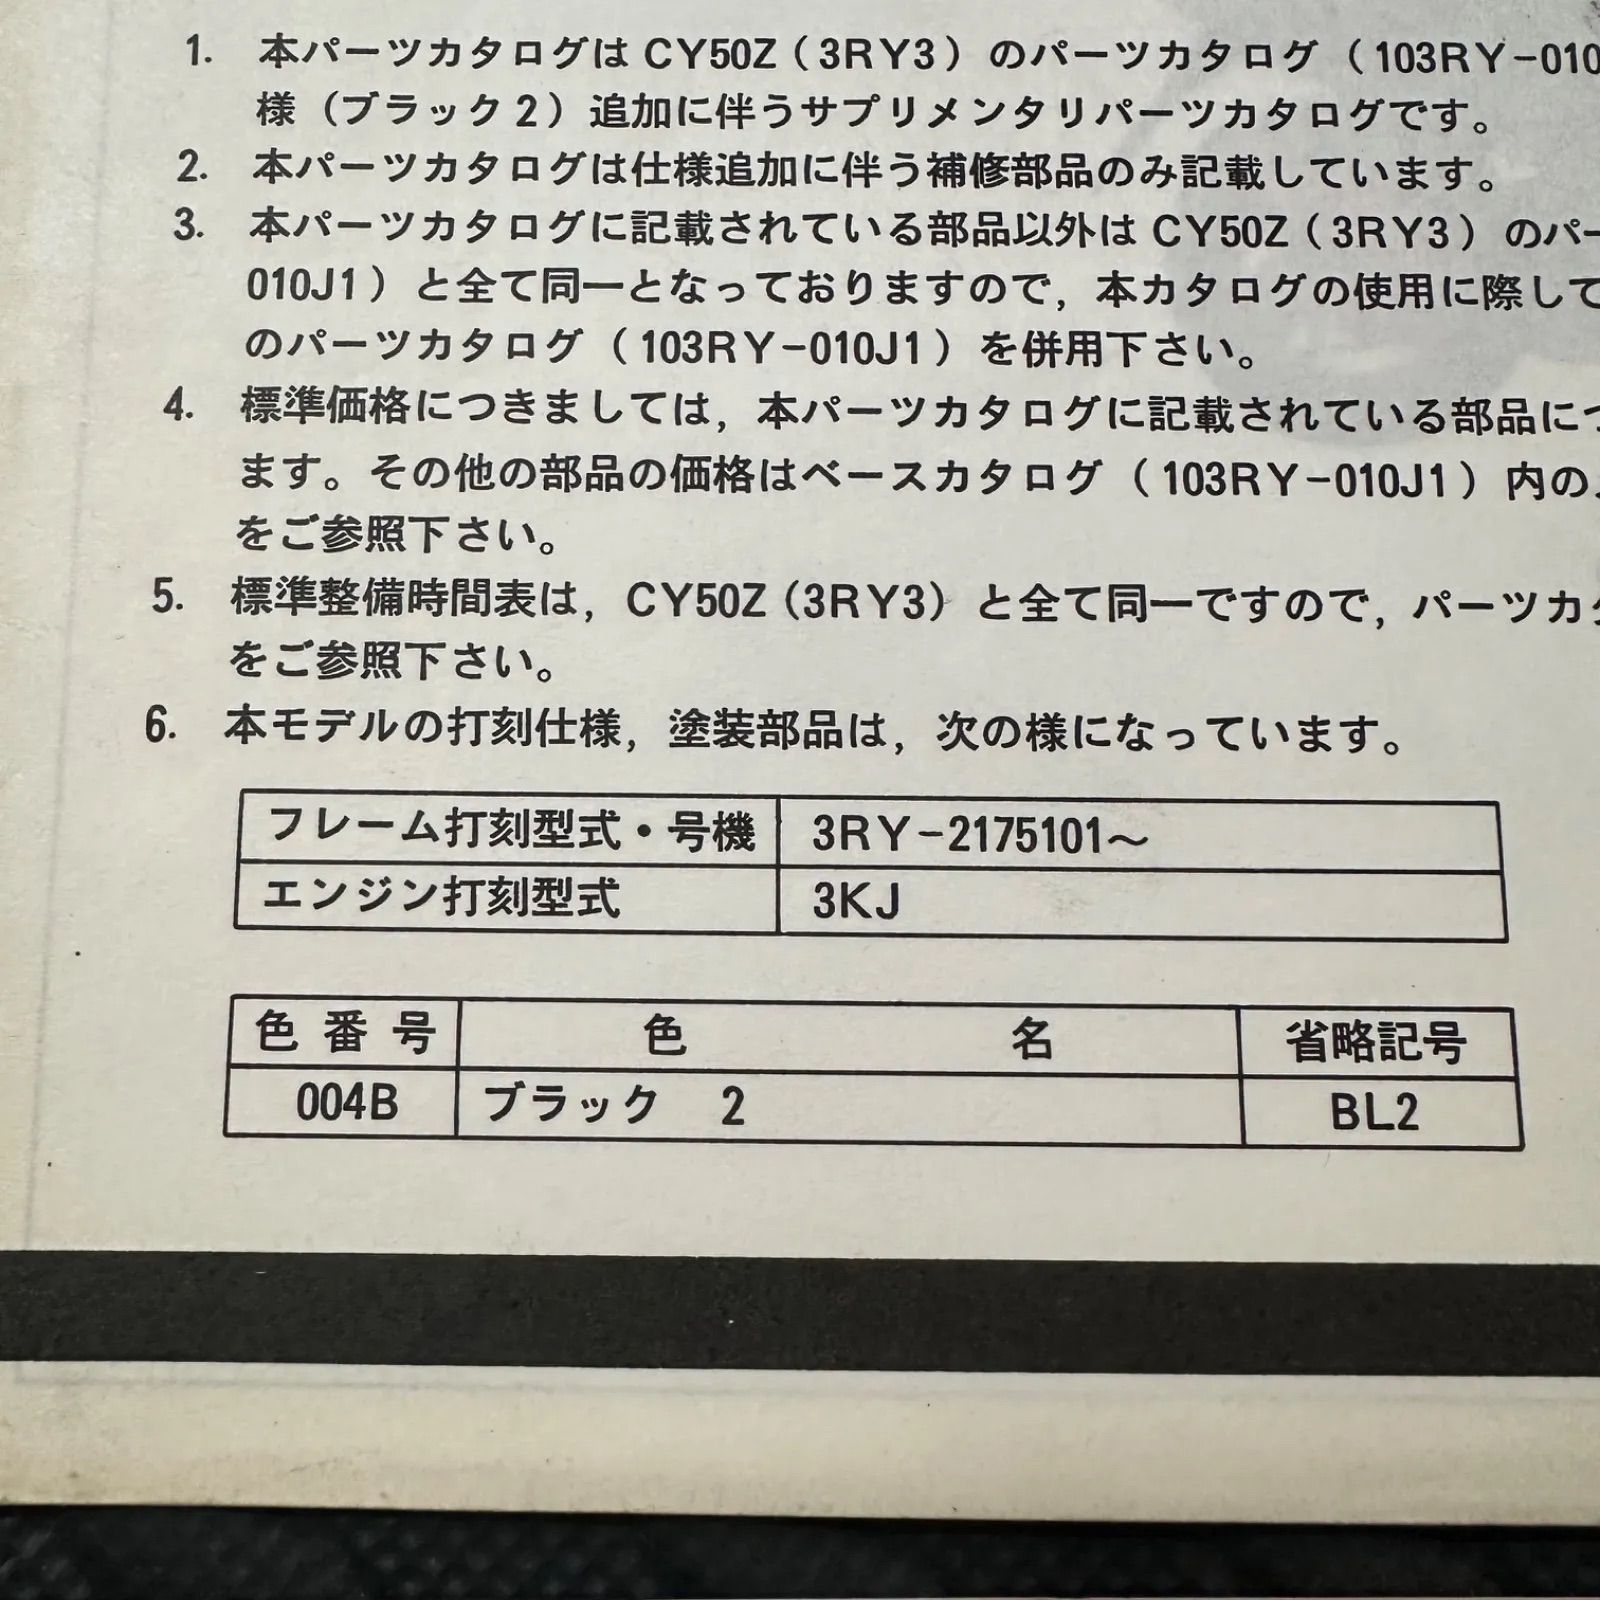 1. 本パーツカタログは CY50Z(3RY3)のパーツカタログ(103RY-010
様(ブラック2)追加に伴うサプリメンタリパーツカタログです。
2. 本パーツカタログは仕様追加に伴う補修部品のみ記載しています。
3. 本パーツカタログに記載されている部品以外は CY50Z(3RY3)のパー
010J1)と全て同一となっておりますので,本カタログの使用に際して
のパーツカタログ(103RY-010J1)を併用下さい。
4. 標準価格につきましては,本パーツカタログに記載されている部品につ
ます。その他の部品の価格はベースカタログ(103RY-010J1)内の
をご参照下さい。
5. 標準整備時間表は,CY50Z(3RY3)と全て同一ですので,パーツカタ
をご参照下さい。
6. 本モデルの打刻仕様,塗装部品は,次の様になっています。
フレーム打刻型式・号機 3RY-2175101～
エンジン打刻型式 3KJ
色番号 色名 省略記号
004B ブラック 2 BL2